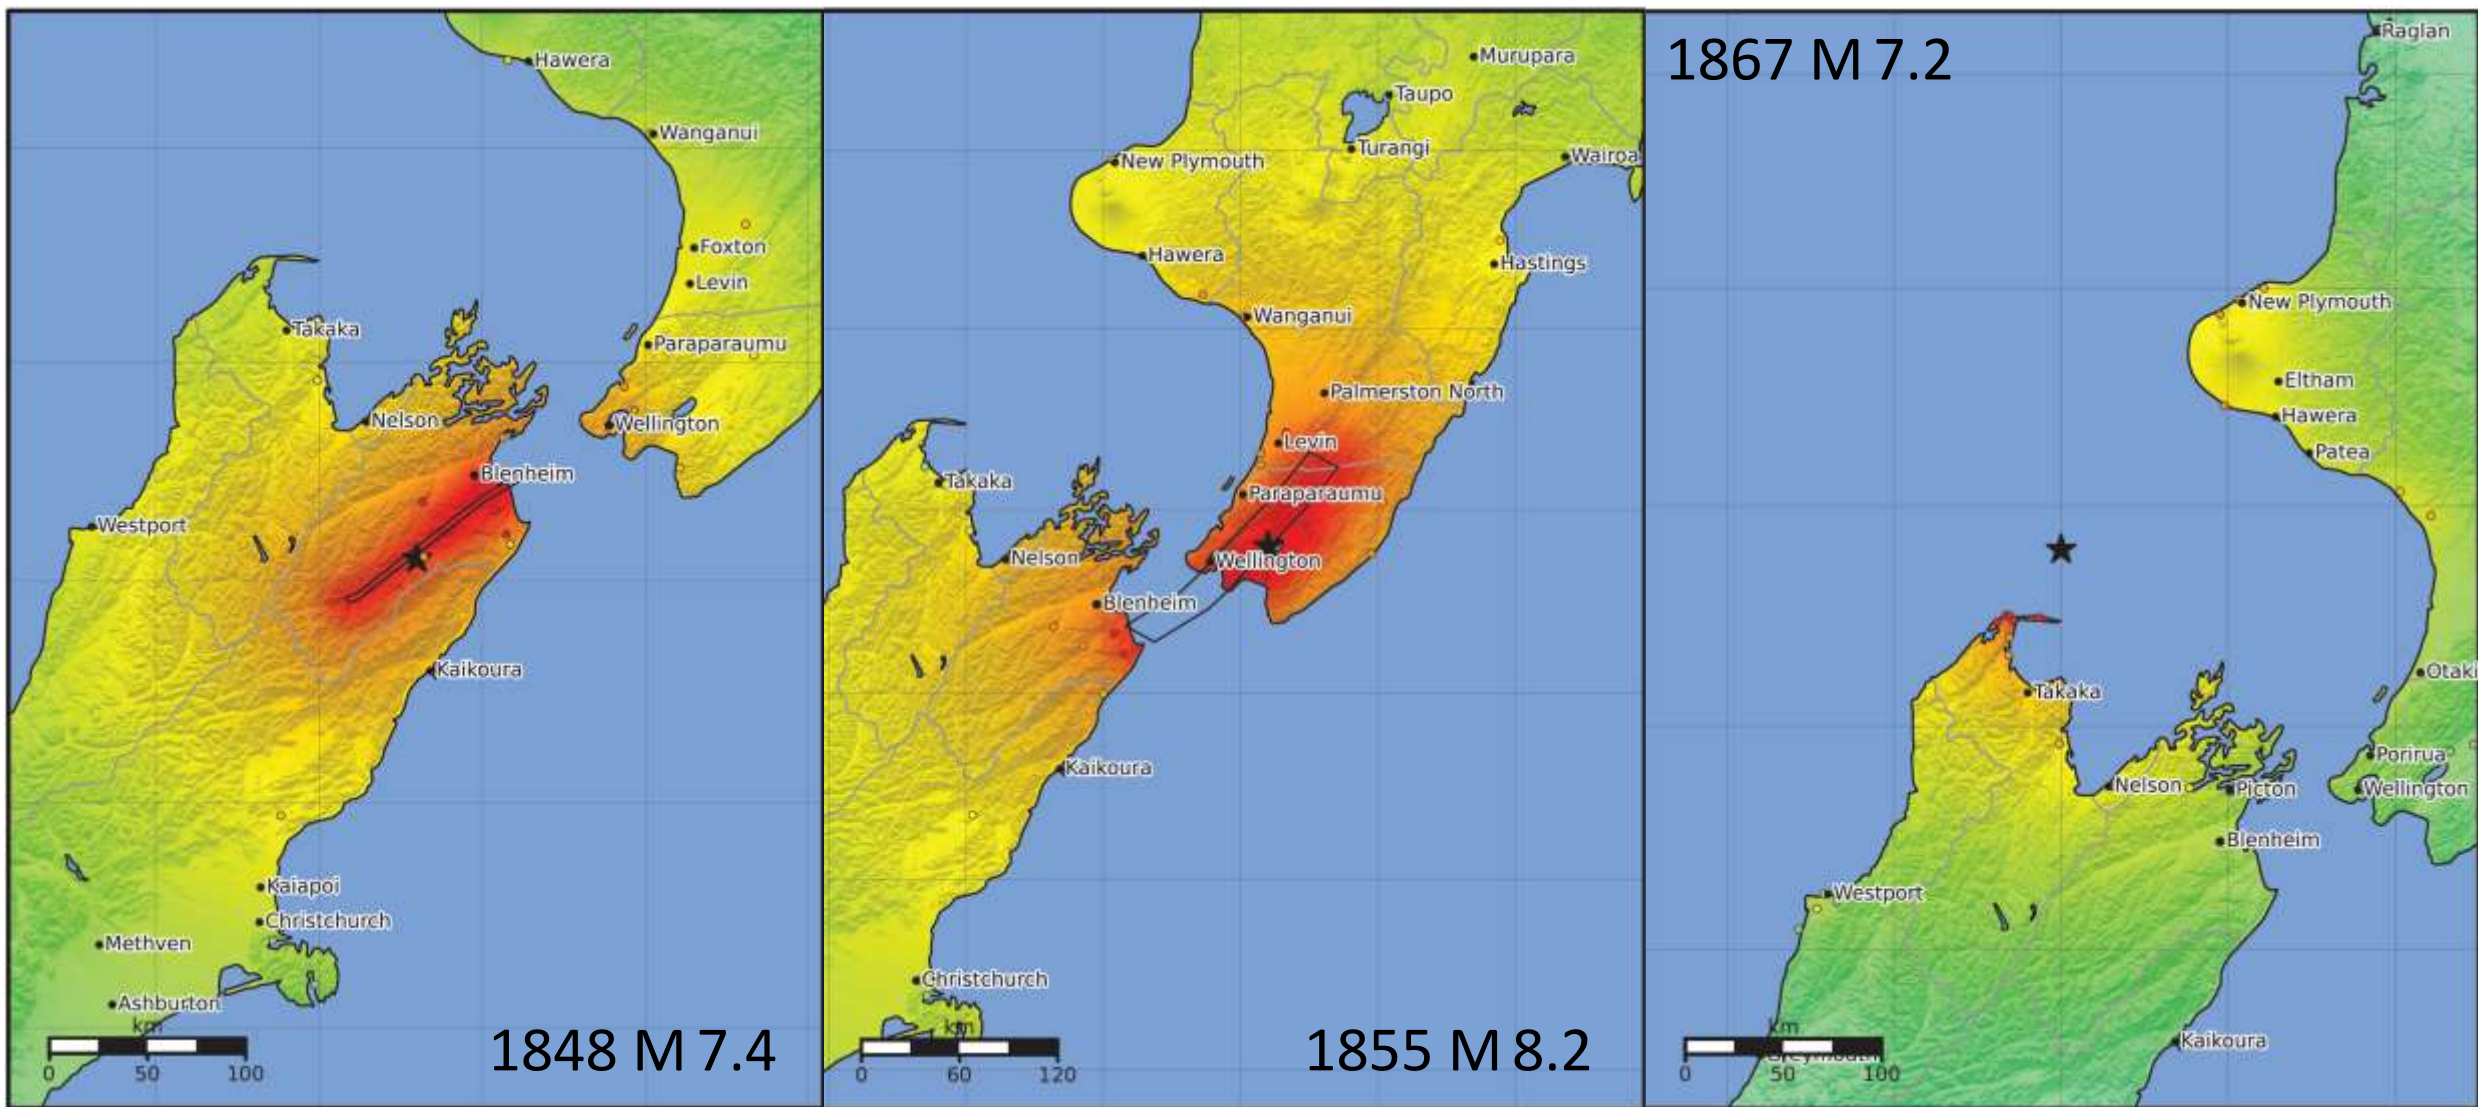 Hawera
Wanganui
Foxton
Levin
Takaka
Paraparaumu
Nelson
Wellington
Blenheim
Westport
Kaikoura
Kaiapoi
Christchurch
Methven
Ashburton
km
0 50 100
1848 M 7.4
Murupara
Taupo
Turangi
New Plymouth
Wairoa
Hawera
Hastings
Wanganui
Palmerston North
Levin
Takaka
Paraparaumu
Nelson
Wellington
Blenheim
Kaikoura
Christchurch
km
0 60 120
1855 M 8.2
1867 M 7.2
Raglan
New Plymouth
Eltham
Hawera
Patea
Otaki
Takaka
Porirua
Nelson
Picton
Wellington
Blenheim
Westport
Kaikoura
km
Greymouth
0 50 100